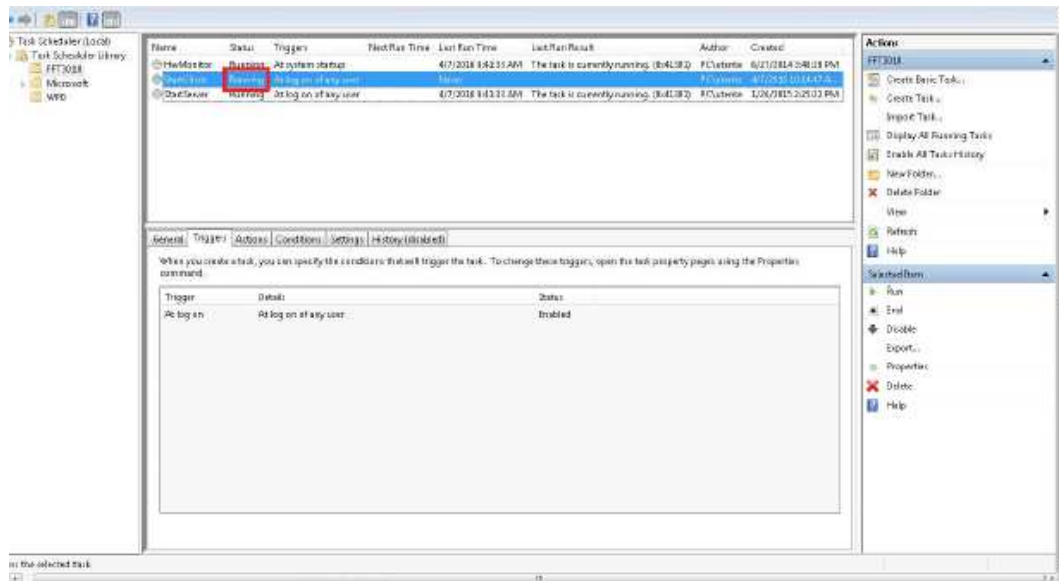 Task Scheduler (Local)
Task Scheduler Library
FFT3018
Microsoft
WPD
Name Status Triggers Next Run Time Last Run Time Last Run Result Author Created
HwMonitor Running At system startup The task is currently running.
Running At log on of any user
StartServer Running At log on of any user The task is currently running.
General Triggers Actions Conditions Settings History (disabled)
When you create a task, you can specify the conditions that will trigger the task. To change these triggers, open the task property pages using the Properties
command.
Trigger Details Status
At log on At log on of any user Enabled
Actions
FFT3018
Create Basic Task...
Create Task...
Import Task...
Display All Running Tasks
Enable All Tasks History
New Folder...
Delete Folder
View
Refresh
Help
Selected Item
Run
End
Disable
Export...
Properties
Delete
Help
the selected task